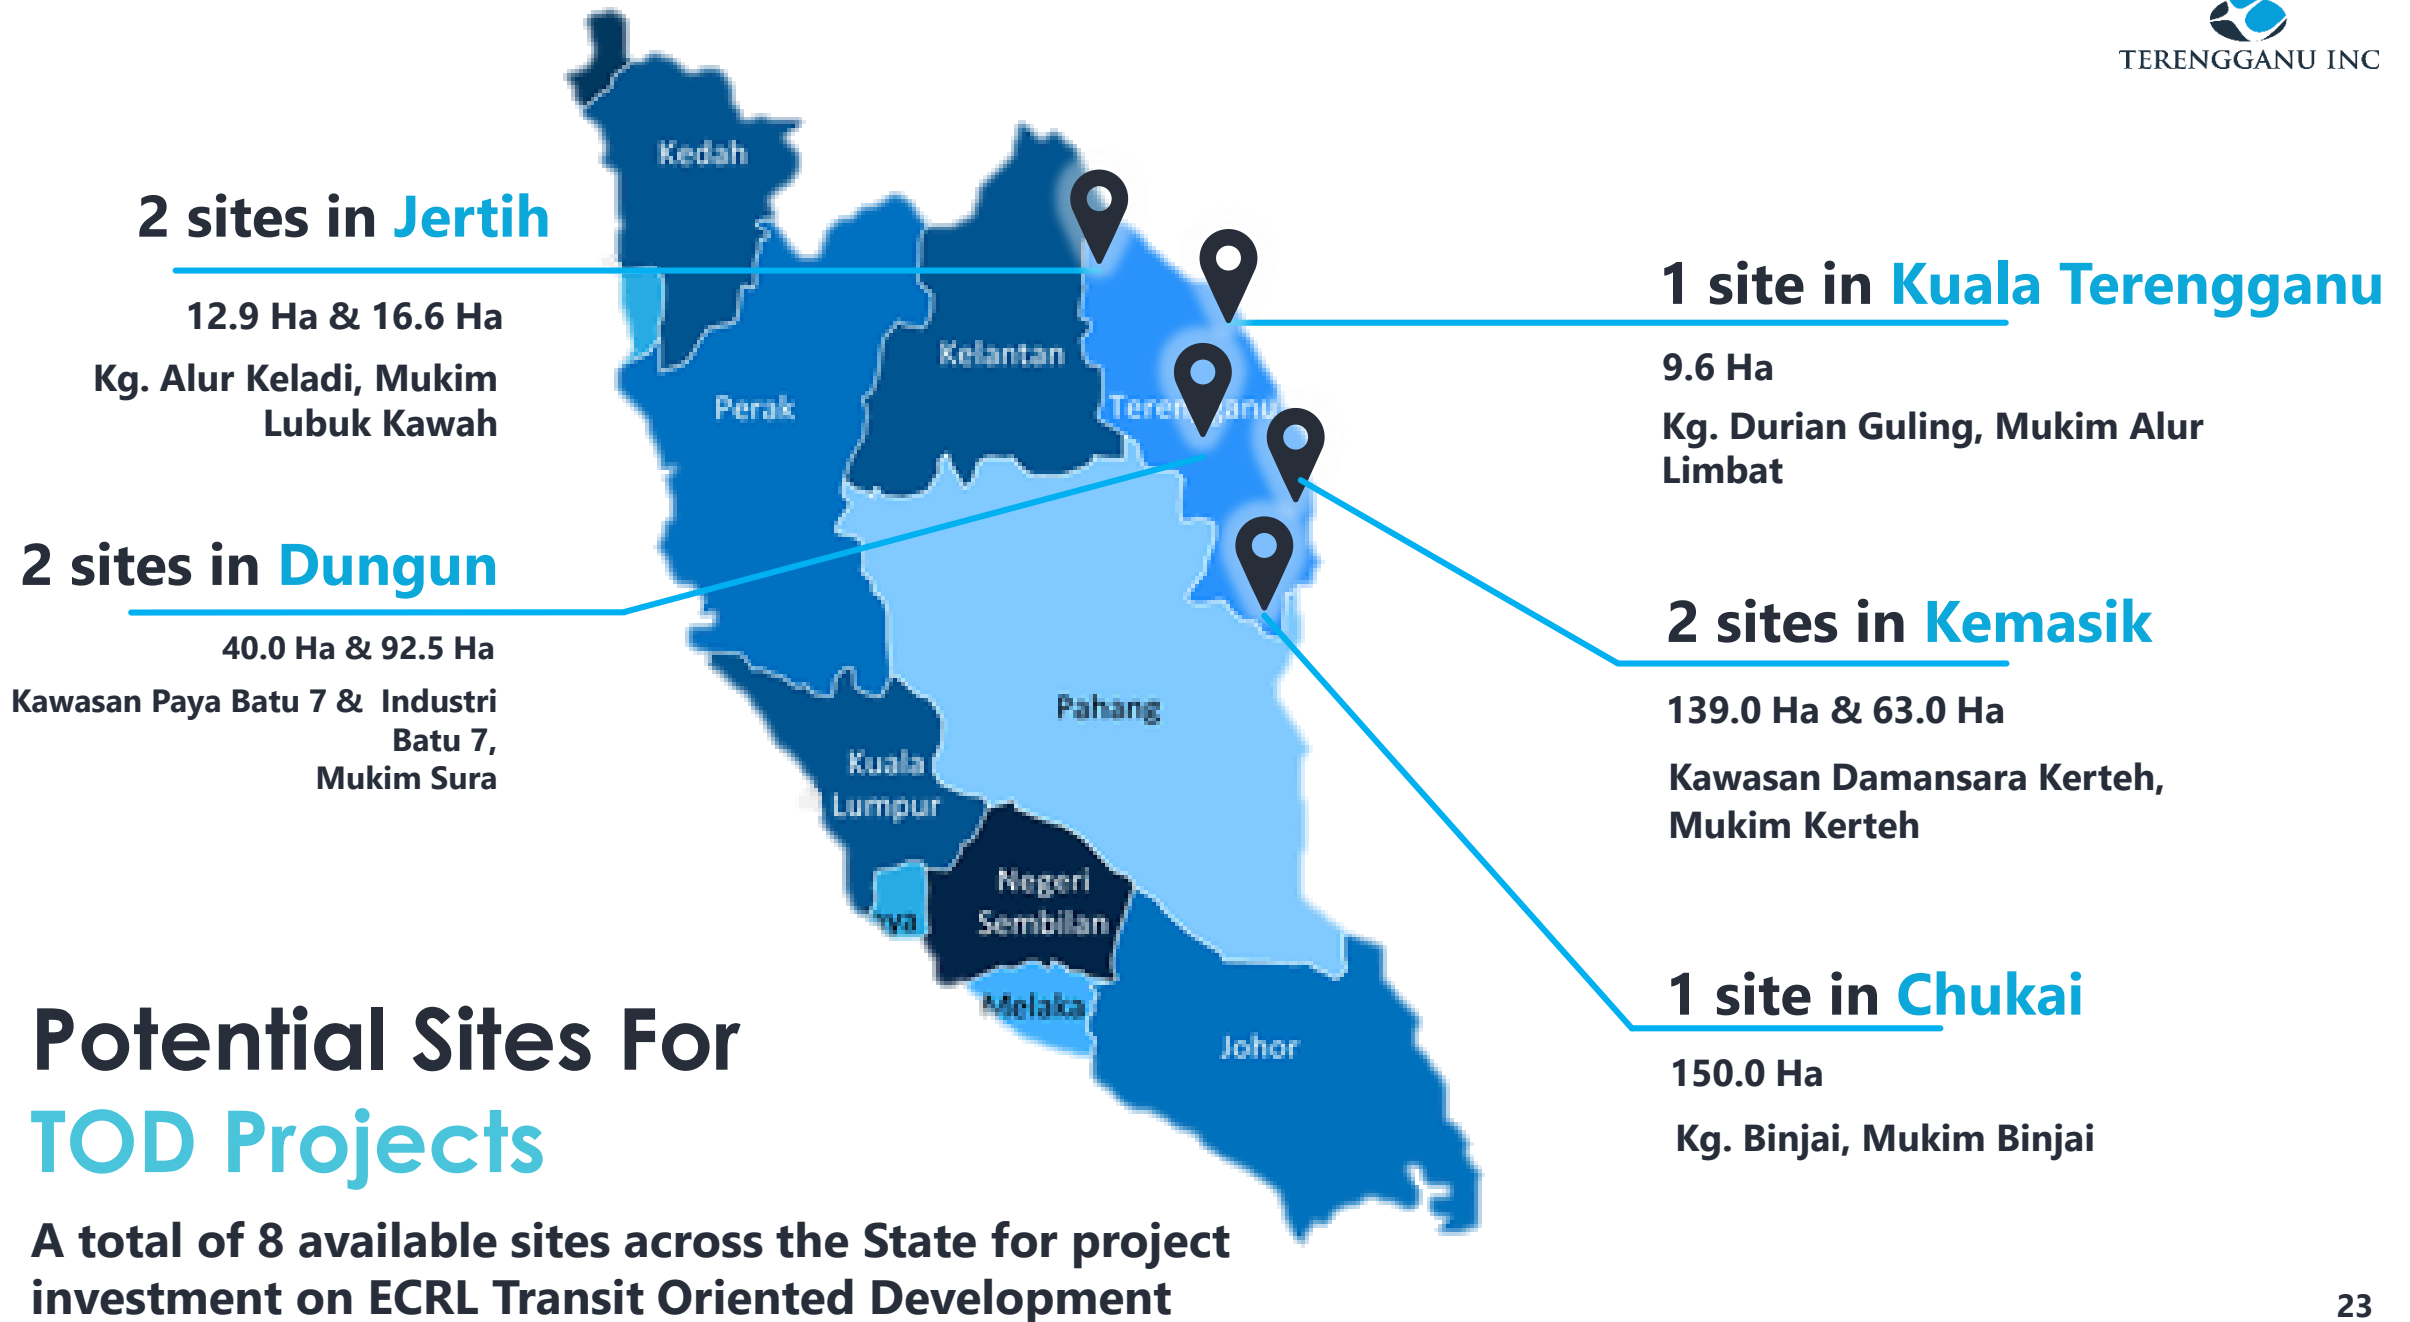 TERENGGANU INC
2 sites in Jertih
12.9 Ha & 16.6 Ha
Kg. Alur Keladi, Mukim
Lubuk Kawah
2 sites in Dungun
40.0 Ha & 92.5 Ha
Kawasan Paya Batu 7 & Industri
Batu 7,
Mukim Sura
Kedah
Perak
Kelantan
Pahang
Kuala
Lumpur
Negeri
Sembilan
Melaka
Johor
1 site in Kuala Terengganu
9.6 Ha
Kg. Durian Guling, Mukim Alur
Limbat
2 sites in Kemasik
139.0 Ha & 63.0 Ha
Kawasan Damansara Kerteh,
Mukim Kerteh
1 site in Chukai
150.0 Ha
Kg. Binjai, Mukim Binjai
Potential Sites For
TOD Projects
A total of 8 available sites across the State for project
investment on ECRL Transit Oriented Development
23